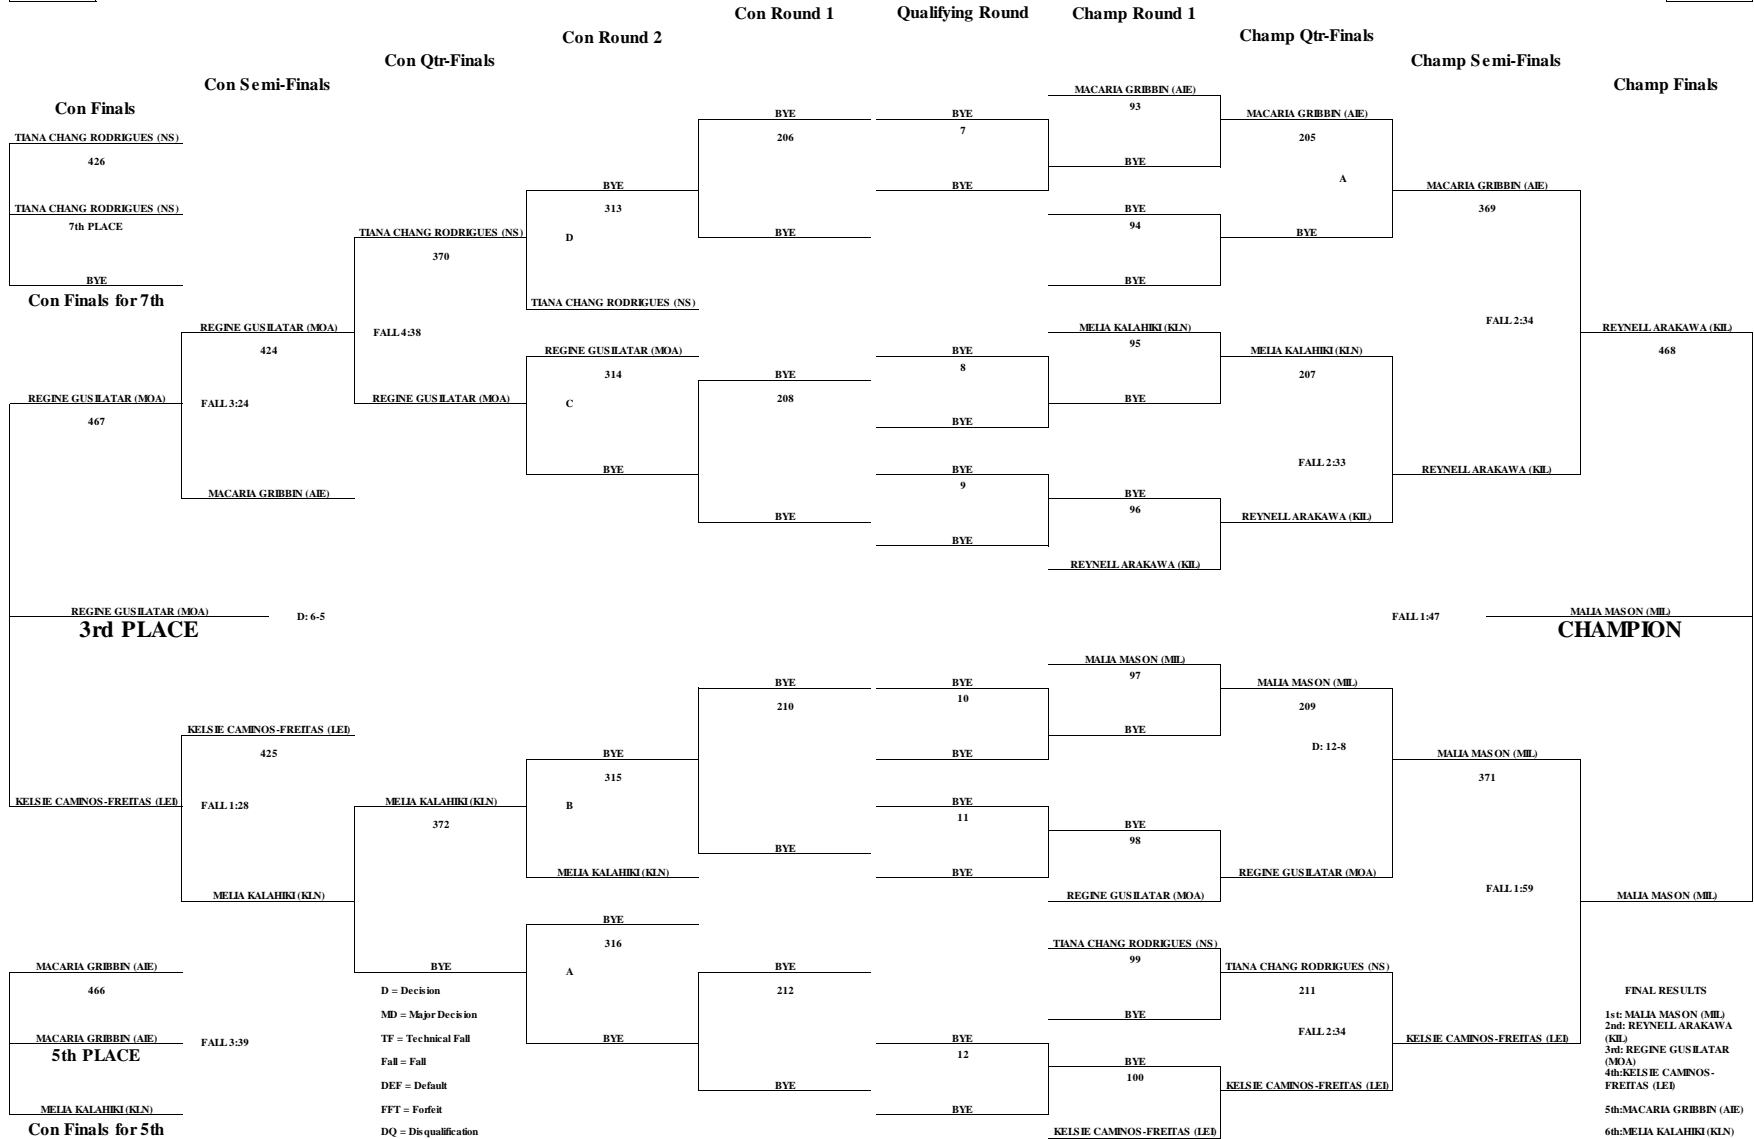 Con Round 1 Qualifying Round Champ Round 1
Con Round 2 Champ Qtr-Finals
Con Qtr-Finals Champ Semi-Finals
Con Semi-Finals Champ Finals
MACARIA GRIBBIN (AIE)
Con Finals 93
BYE BYE MACARIA GRIBBIN (AIE)
206 7 205
TIANA CHANG RODRIGUES (NS)
426 BYE
A
BYE BYE MACARIA GRIBBIN (AIE)
TIANA CHANG RODRIGUES (NS) 313 BYE 369
7th PLACE 94
TIANA CHANG RODRIGUES (NS) D BYE BYE
370
BYE BYE
Con Finals for 7th TIANA CHANG RODRIGUES (NS)
FALL 2:34
REGINE GUSILATAR (MOA) FALL 4:38 MELIA KALAHIKI (KLN) REYNELL ARAKAWA (KIL)
424 REGINE GUSILATAR (MOA) BYE 95 MELIA KALAHIKI (KLN) 468
314 BYE 8 207
REGINE GUSILATAR (MOA) FALL 3:24 REGINE GUSILATAR (MOA) C 208 BYE
467 BYE
FALL 2:33
BYE BYE REYNELL ARAKAWA (KIL)
9
MACARIA GRIBBIN (AIE) BYE
96
BYE REYNELL ARAKAWA (KIL)
BYE
REYNELL ARAKAWA (KIL)
REGINE GUSILATAR (MOA) D: 6-5 FALL 1:47 MALIA MASON (MIL)
3rd PLACE CHAMPION
MALIA MASON (MIL)
97
BYE BYE MALIA MASON (MIL)
210 10 209
KELSIE CAMINOS-FREITAS (LEI) BYE
425 BYE BYE D: 12-8 MALIA MASON (MIL)
315 371
KELSIE CAMINOS-FREITAS (LEI) FALL 1:28 MELIA KALAHIKI (KLN) B BYE
372 11 BYE
BYE 98
MELIA KALAHIKI (KLN) BYE REGINE GUSILATAR (MOA)
MELIA KALAHIKI (KLN) REGINE GUSILATAR (MOA) FALL 1:59 MALIA MASON (MIL)
BYE
316 TIANA CHANG RODRIGUES (NS)
99
MACARIA GRIBBIN (AIE) BYE A BYE TIANA CHANG RODRIGUES (NS)
466 D = Decision 212 211 FINAL RESULTS
MD = Major Decision BYE 1st: MALIA MASON (MIL)
MACARIA GRIBBIN (AIE) FALL 3:39 TF = Technical Fall BYE BYE FALL 2:34 KELSIE CAMINOS-FREITAS (LEI) 2nd: REYNELL ARAKAWA
(KIL)
5th PLACE Fall = Fall 12 BYE 3rd: REGINE GUSILATAR
(MOA)
100 4th:KELSIE CAMINOS-
DEF = Default BYE KELSIE CAMINOS-FREITAS (LEI) FREITAS (LEI)
MELIA KALAHIKI (KLN) FFT = Forfeit BYE 5th:MACARIA GRIBBIN (AIE)
Con Finals for 5th DQ = Disqualification KELSIE CAMINOS-FREITAS (LEI) 6th:MELIA KALAHIKI (KLN)